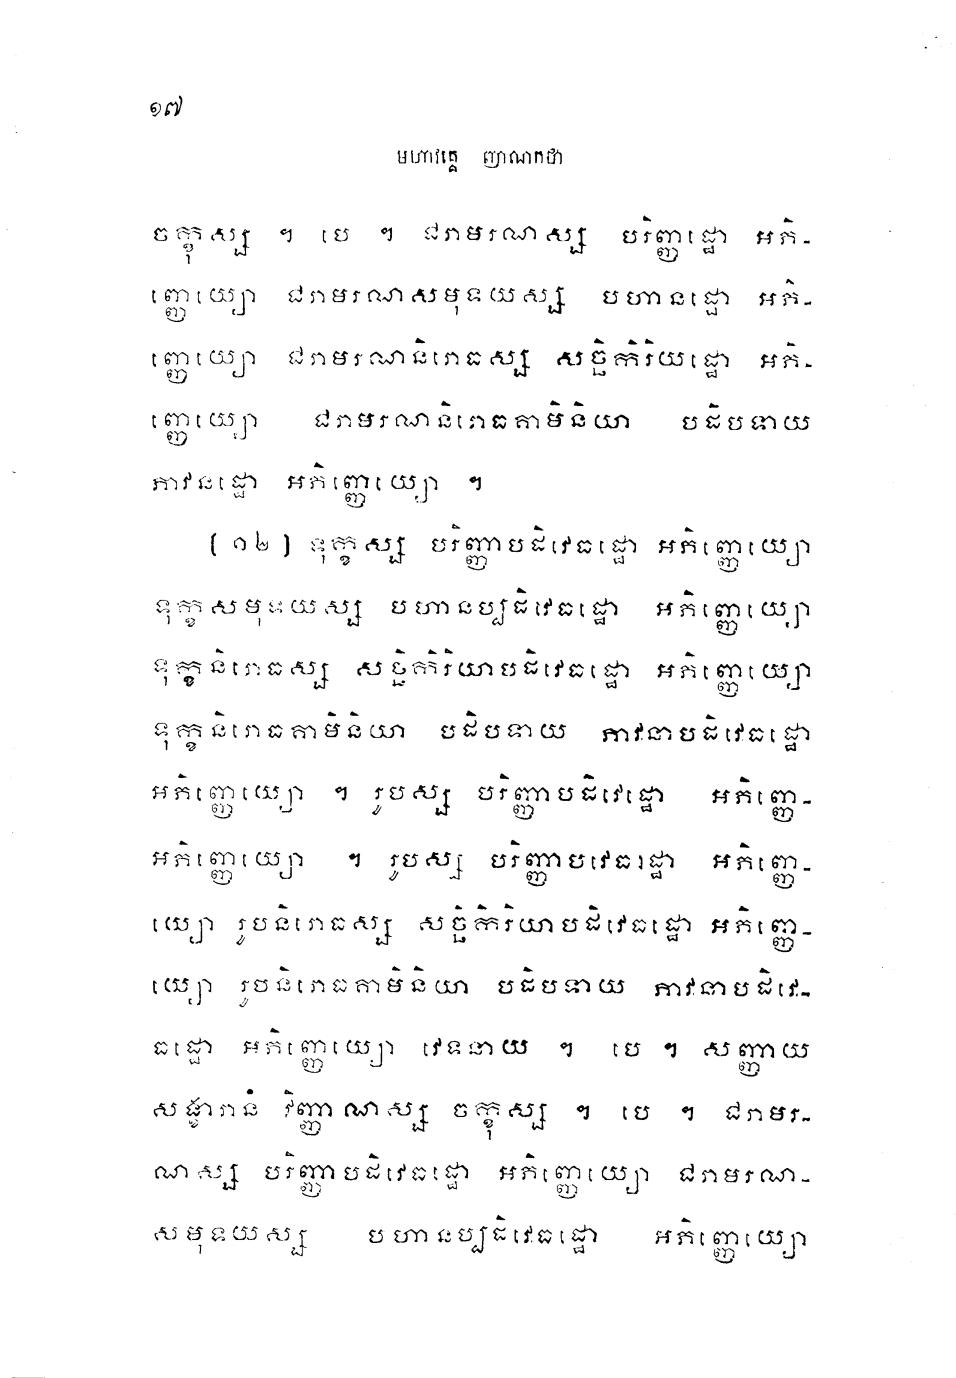 ១៧
មហាវគ្គេ ញាណកថា
ចក្ខុស្ស ។ បេ ។ ជរាមរណស្ស បរិញ្ញដ្ឋោ អភិ-
ញ្ញេយ្យោ ជរាមរណសមុទយស្ស បហានដ្ឋោ អភិ-
ញ្ញេយ្យោ ជរាមរណនិរោធស្ស សច្ឆិកិរិយដ្ឋោ អភិ-
ញ្ញេយ្យោ ជរាមរណនិរោធគាមិនិយា បដិបទាយ
ភាវនដ្ឋោ អភិញ្ញេយ្យោ ។
(១២) ទុក្ខស្ស បរិញ្ញាបដិវេធដ្ឋោ អភិញ្ញេយ្យោ
ទុក្ខសមុទយស្ស បហានប្បដិវេធដ្ឋោ អភិញ្ញេយ្យោ
ទុក្ខនិរោធស្ស សច្ឆិកិរិយាបដិវេធដ្ឋោ អភិញ្ញេយ្យោ
ទុក្ខនិរោធគាមិនិយា បដិបទាយ ភាវនាបដិវេធដ្ឋោ
អភិញ្ញេយ្យោ ។ រូបស្ស បរិញ្ញាបដិវេដ្ឋោ អភិញ្ញេ-
អភិញ្ញេយ្យោ ។ រូបស្ស បរិញ្ញាបវេធដ្ឋោ អភិញ្ញេ-
យ្យោ រូបនិរោធស្ស សច្ឆិកិរិយាបដិវេធដ្ឋោ អភិញ្ញេ-
យ្យោ រូបនិរោធគាមិនិយា បដិបទាយ ភាវនាបដិវេ-
ធដ្ឋោ អភិញ្ញេយ្យោ វេទនាយ ។ បេ ។ សញ្ញាយ
សង្ខារានំ វិញ្ញាណស្ស ចក្ខុស្ស ។ បេ ។ ជរាមរ-
ណស្ស បរិញ្ញាបដិវេធដ្ឋោ អភិញ្ញេយ្យោ ជរាមរណ-
សមុទយស្ស បហានប្បដិវេធដ្ឋោ អភិញ្ញេយ្យោ